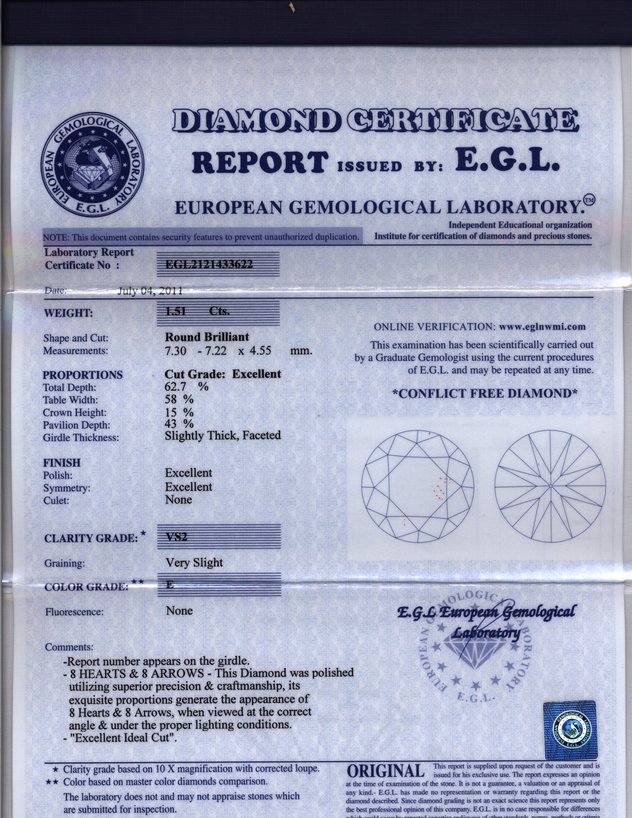 EUROPEAN GEMOLOGICAL LABORATORY
E.G.L.
DIAMOND CERTIFICATE
REPORT ISSUED BY: E.G.L.
EUROPEAN GEMOLOGICAL LABORATORY.™
Independent Educational organization
NOTE: This document contains security features to prevent unauthorized duplication.
Institute for certification of diamonds and precious stones.
Laboratory Report
Certificate No : EGL2121433622
Date: July 04, 2011
WEIGHT: 1.51 Cts.
Shape and Cut: Round Brilliant
Measurements: 7.30 - 7.22 x 4.55 mm.
PROPORTIONS Cut Grade: Excellent
Total Depth: 62.7 %
Table Width: 58 %
Crown Height: 15 %
Pavilion Depth: 43 %
Girdle Thickness: Slightly Thick, Faceted
FINISH
Polish: Excellent
Symmetry: Excellent
Culet: None
CLARITY GRADE: * VS2
Graining: Very Slight
COLOR GRADE: ** E
Fluorescence: None
Comments:
-Report number appears on the girdle.
- 8 HEARTS & 8 ARROWS - This Diamond was polished
utilizing superior precision & craftmanship, its
exquisite proportions generate the appearance of
8 Hearts & 8 Arrows, when viewed at the correct
angle & under the proper lighting conditions.
- "Excellent Ideal Cut".
★ Clarity grade based on 10 X magnification with corrected loupe.
★★ Color based on master color diamonds comparison.
The laboratory does not and may not appraise stones which
are submitted for inspection.
ONLINE VERIFICATION: www.eglnwmi.com
This examination has been scientifically carried out
by a Graduate Gemologist using the current procedures
of E.G.L. and may be repeated at any time.
*CONFLICT FREE DIAMOND*
E.G.L European Gemological
Laboratory
EUROPEAN GEMOLOGICAL LABORATORY
E.G.L.
ORIGINAL This report is supplied upon request of the customer and is
issued for his exclusive use. The report expresses an opinion
at the time of examination of the stone. It is not a guarantee, a valuation or an appraisal of
any kind.- E.G.L. has made no representation or warranty regarding this report or the
diamond described. Since diamond grading is not an exact science this report represents only
the best professional opinion of this company. E.G.L. is in no case responsible for differences